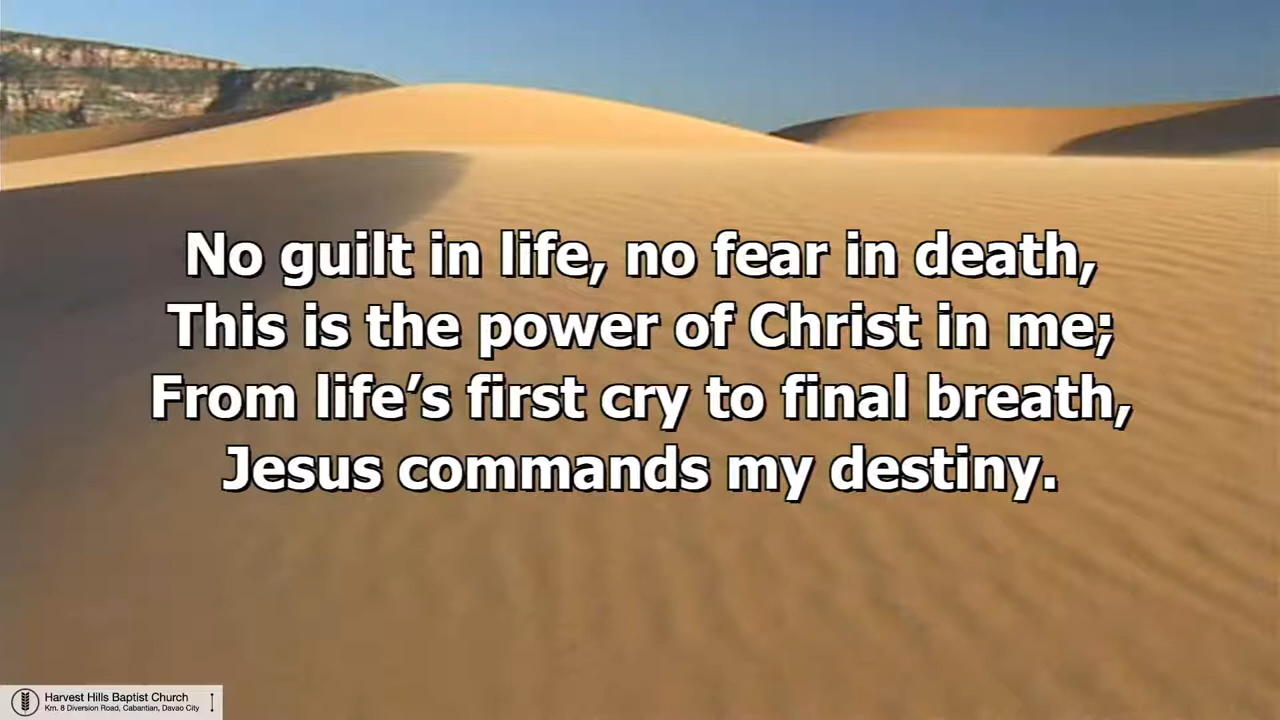 No guilt in life, no fear in death,
This is the power of Christ in me;
From life’s first cry to final breath,
Jesus commands my destiny.
Harvest Hills Baptist Church
Km. 8 Diversion Road, Cabantian, Davao City